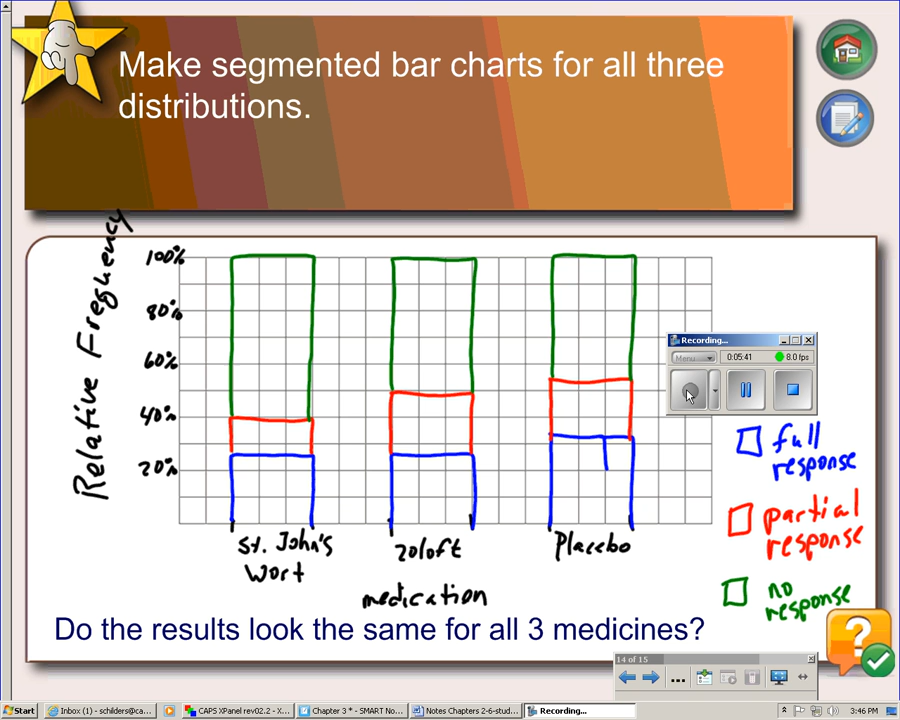 Make segmented bar charts for all three
distributions.
Relative Frequency
100%
80%
60%
40%
20%
St. John's
Wort
Zoloft
Placebo
medication
full
response
partial
response
no
response
Do the results look the same for all 3 medicines?
Recording...
Menu
0:05:41
8.0 fps
14 of 15
Start
Inbox (1) - schilders@ca...
CAPS XPanel rev02.2 - X...
Chapter 3 * - SMART No...
Notes Chapters 2-6-stud...
Recording...
3:46 PM